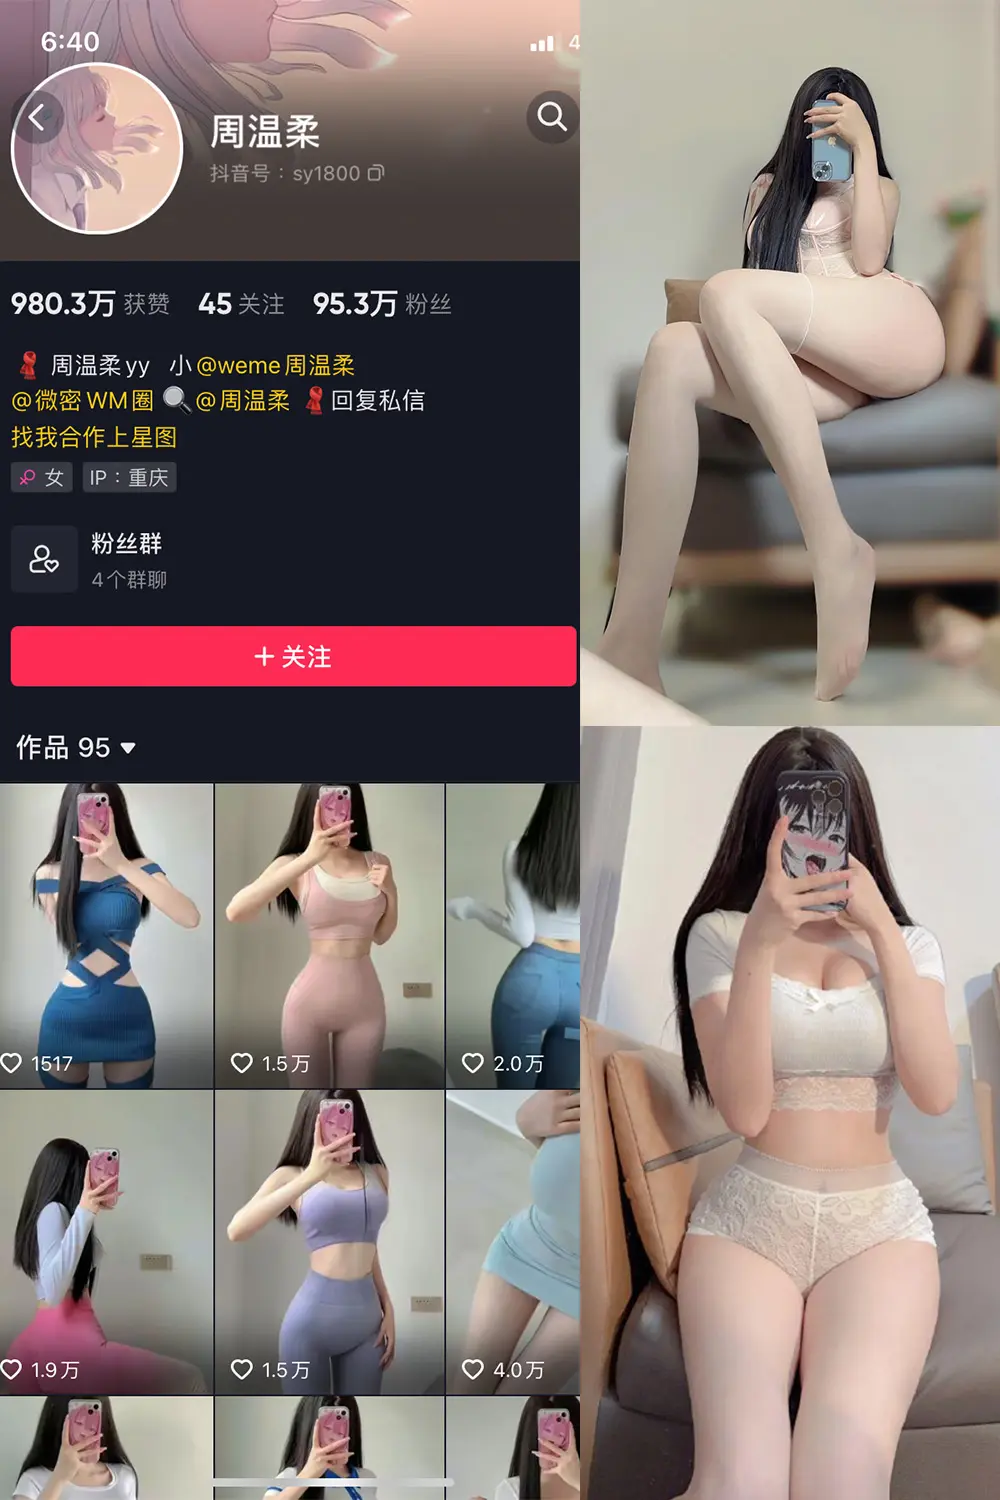 6:40
4
周温柔
抖音号：sy1800
980.3万 获赞 45 关注 95.3万 粉丝
周温柔yy 小@weme周温柔
@微密WM圈 @周温柔 回复私信
找我合作上星图
女 IP：重庆
粉丝群
4个群聊
+ 关注
作品 95
1517 1.5万 2.0万
1.9万 1.5万 4.0万